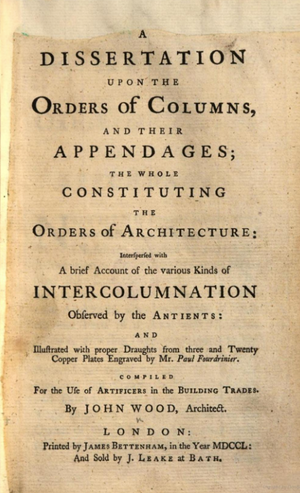 A
DISSERTATION
UPON THE
ORDERS of COLUMNS,
AND THEIR
APPENDAGES;
THE WHOLE
CONSTITUTING
THE
ORDERS of ARCHITECTURE:
Interſperſed with
A brief Account of the various Kinds of
INTERCOLUMNATION
Obſerved by the ANTIENTS:
AND
Illuſtrated with proper Draughts from three and Twenty
Copper Plates Engraved by Mr. Paul Fourdrinier.
COMPILED
For the Uſe of ARTIFICERS in the BUILDING TRADES.
By JOHN WOOD, Architect.
LONDON:
Printed by JAMES BETTENHAM, in the Year MDCCL:
And Sold by J. LEAKE at BATH.